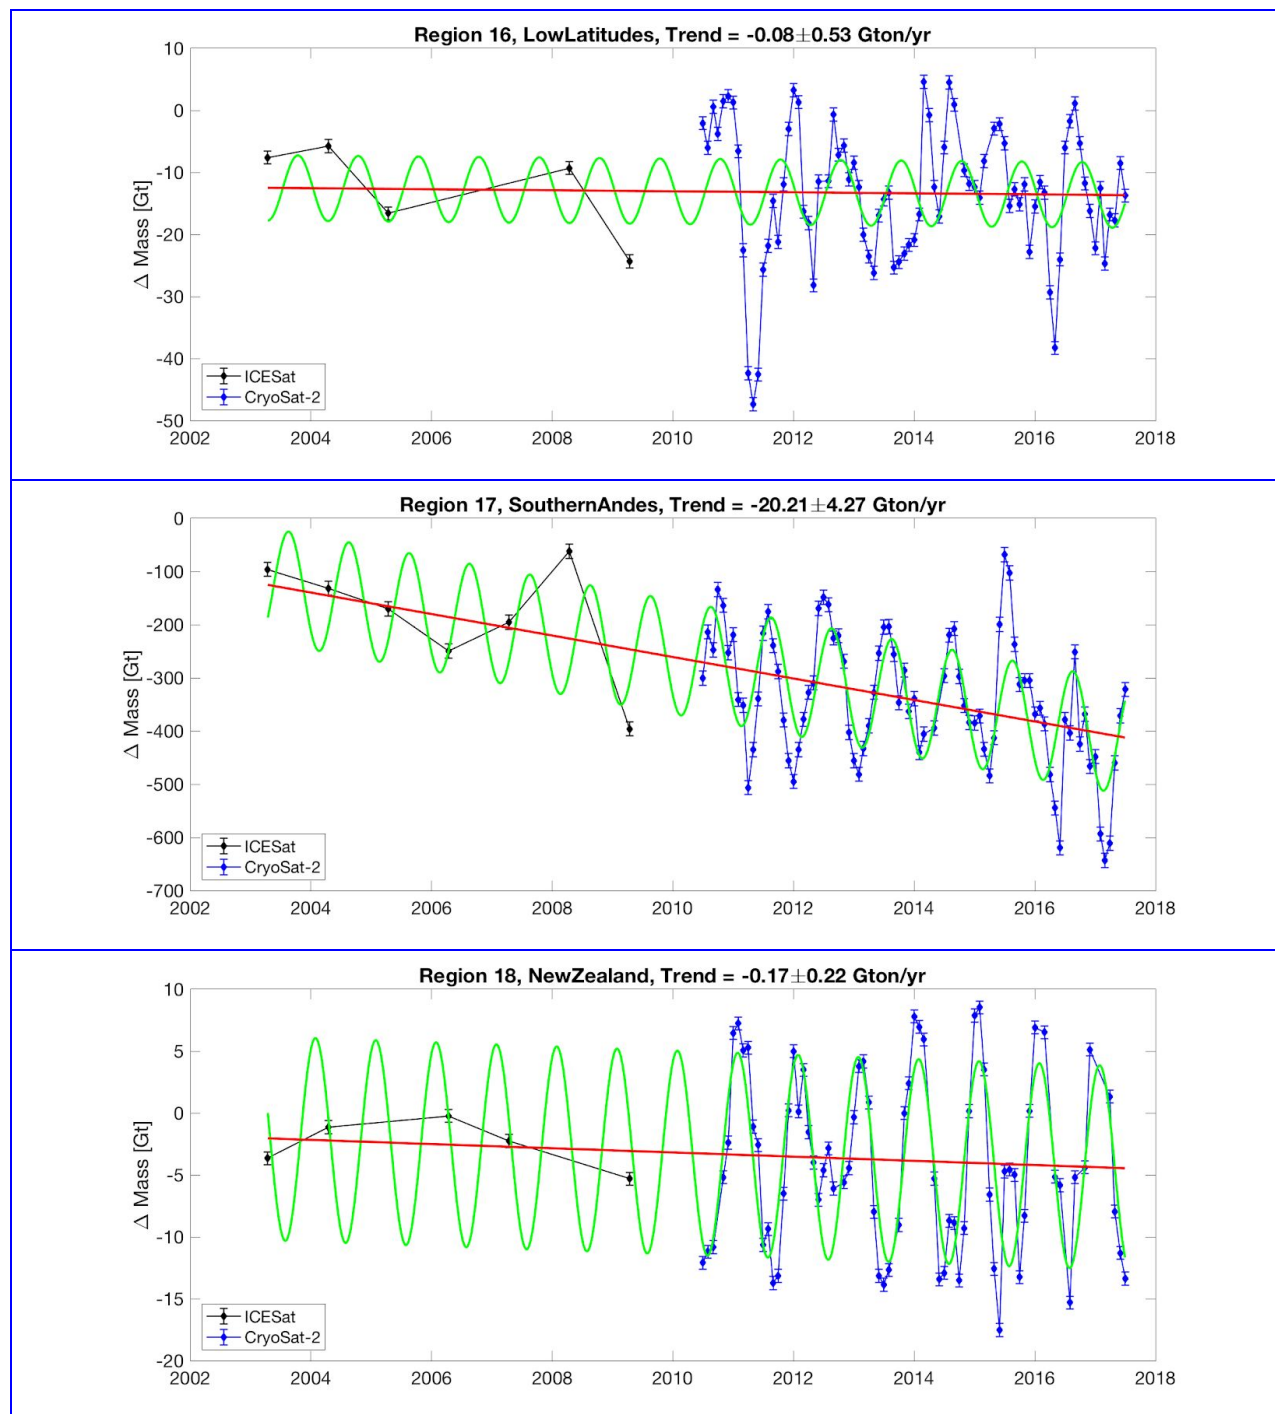 Region 16, LowLatitudes, Trend = -0.08±0.53 Gton/yr
10
0
-10
-20
-30
-40
-50
Δ Mass [Gt]
ICESat
CryoSat-2
2002 2004 2006 2008 2010 2012 2014 2016 2018
Region 17, SouthernAndes, Trend = -20.21±4.27 Gton/yr
0
-100
-200
-300
-400
-500
-600
-700
Δ Mass [Gt]
ICESat
CryoSat-2
2002 2004 2006 2008 2010 2012 2014 2016 2018
Region 18, NewZealand, Trend = -0.17±0.22 Gton/yr
10
5
0
-5
-10
-15
-20
Δ Mass [Gt]
ICESat
CryoSat-2
2002 2004 2006 2008 2010 2012 2014 2016 2018